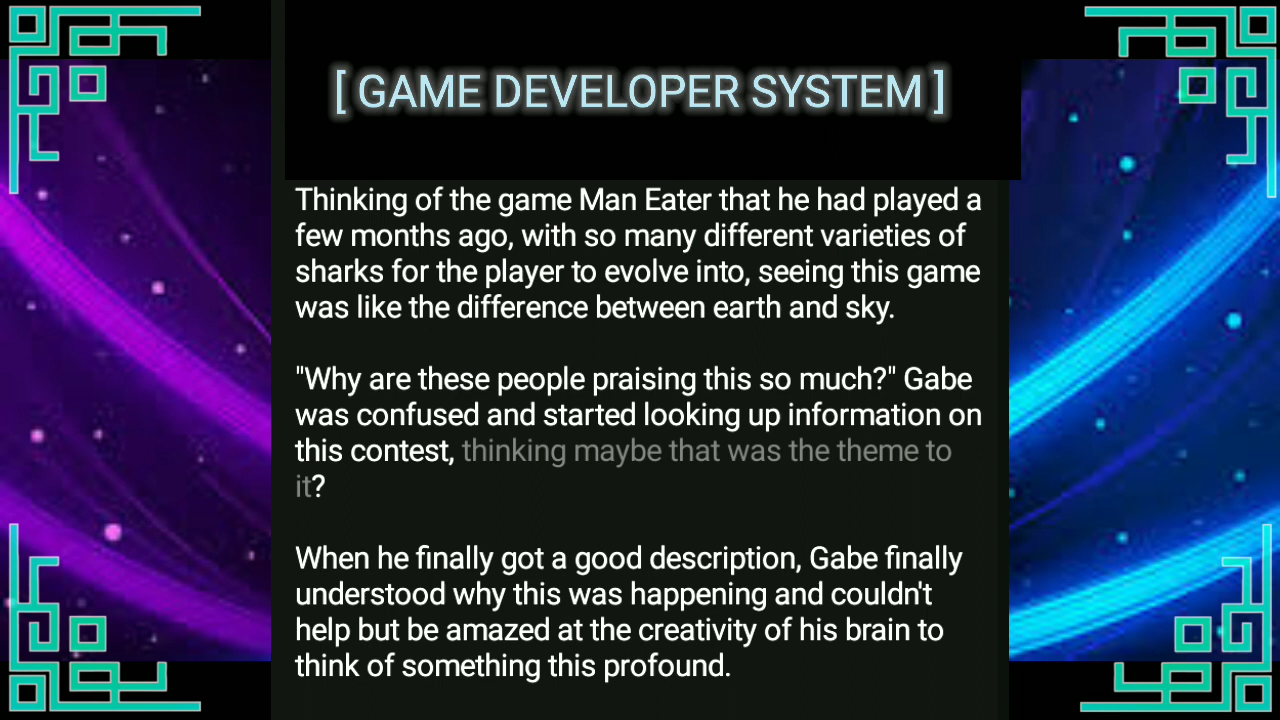 [ GAME DEVELOPER SYSTEM ]
Thinking of the game Man Eater that he had played a
few months ago, with so many different varieties of
sharks for the player to evolve into, seeing this game
was like the difference between earth and sky.
"Why are these people praising this so much?" Gabe
was confused and started looking up information on
this contest, thinking maybe that was the theme to
it?
When he finally got a good description, Gabe finally
understood why this was happening and couldn't
help but be amazed at the creativity of his brain to
think of something this profound.